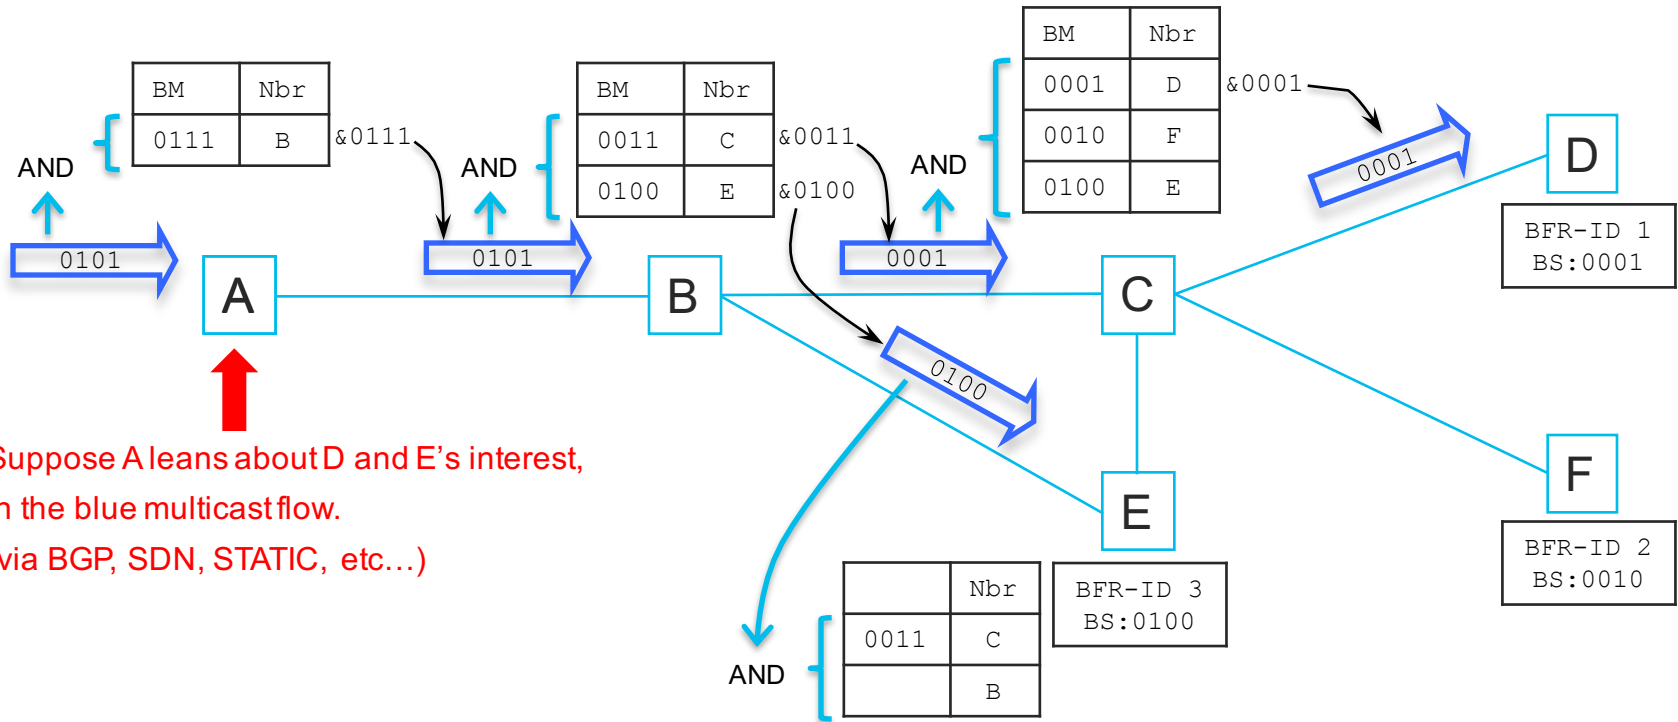 BM Nbr
0001 D &0001
0010 F
0100 E
BM Nbr
0111 B &0111
BM Nbr
0011 C &0011
0100 E &0100
AND
AND
AND
0101
0101
0001
0001
0100
A
B
C
D
BFR-ID 1
BS:0001
E
BFR-ID 3
BS:0100
F
BFR-ID 2
BS:0010
Suppose A leans about D and E's interest,
n the blue multicast flow.
via BGP, SDN, STATIC, etc...)
Nbr
0011 C
B
AND